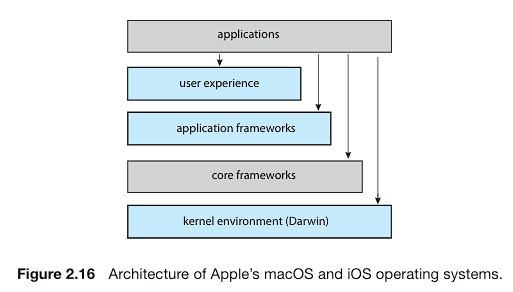 applications
user experience
application frameworks
core frameworks
kernel environment (Darwin)
Figure 2.16 Architecture of Apple’s macOS and iOS operating systems.